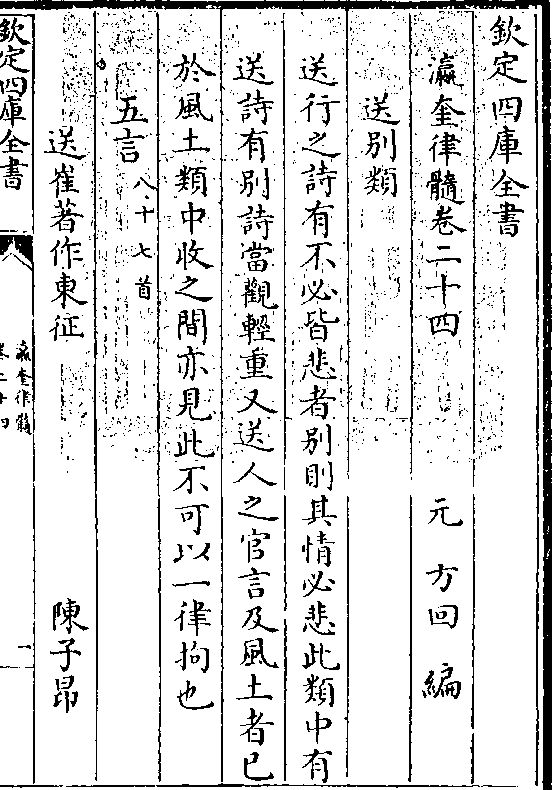 欽定四庫全書
瀛奎律髓卷二十四　元　方回　編
送別類
送行之詩有不必皆悲者別則其情必悲此類中有
送詩有別詩當觀輕重又送人之官言及風土者已
於風土類中收之間亦見此不可以一律拘也
五言八十七首
送崔著作東征　陳子昂
欽定四庫全書
瀛奎律髓
卷二十四
一